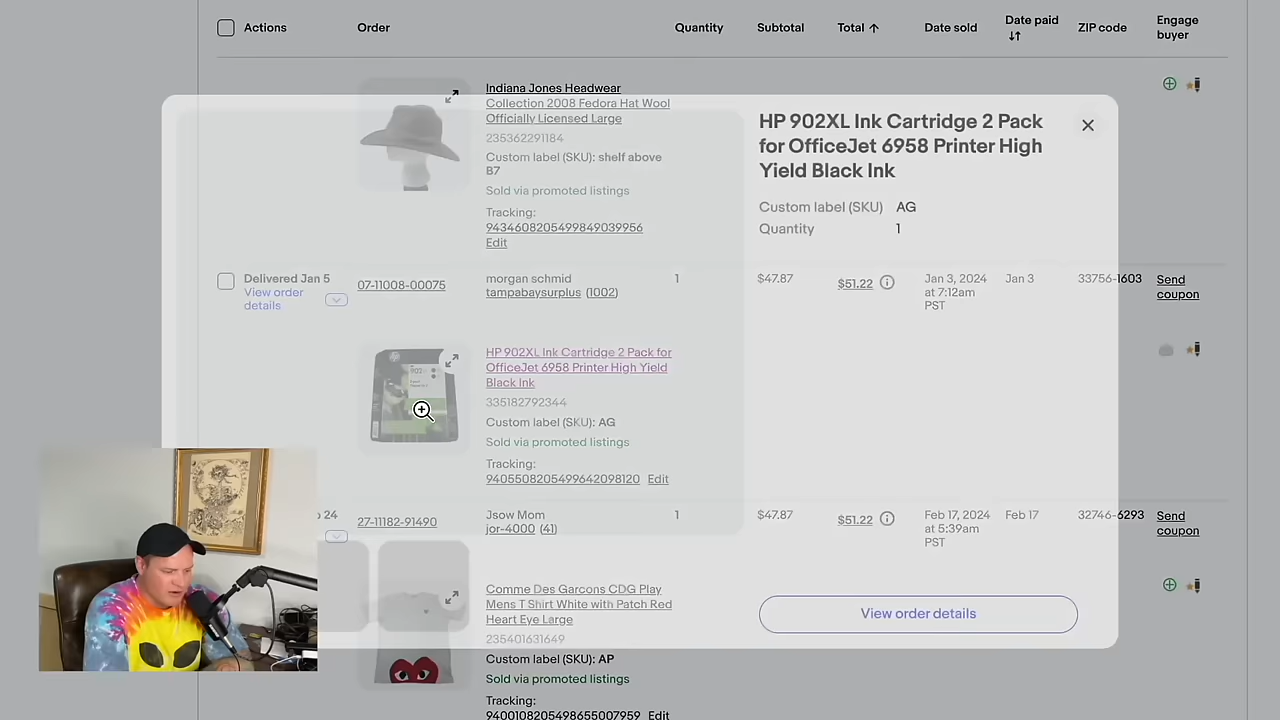 Actions
Order
Quantity
Subtotal
Total ↑
Date sold
Date paid
ZIP code
Engage
buyer
Indiana Jones Headwear
Collection 2008 Fedora Hat Wool
Officially Licensed Large
235362291184
Custom label (SKU): shelf above
B7
Sold via promoted listings
Tracking:
9434608205499849039956
Edit
HP 902XL Ink Cartridge 2 Pack
for OfficeJet 6958 Printer High
Yield Black Ink
Custom label (SKU) AG
Quantity 1
Delivered Jan 5
View order
details
07-11008-00075
morgan schmid
tampabaysurplus (1002)
1
$47.87
$51.22
Jan 3, 2024
at 7:12am
PST
Jan 3
33756-1603
Send
coupon
HP 902XL Ink Cartridge 2 Pack for
OfficeJet 6958 Printer High Yield
Black Ink
335182792344
Custom label (SKU): AG
Sold via promoted listings
Tracking:
9405508205499642098120 Edit
24
27-11182-91490
Jsow Mom
jor-4000 (41)
1
$47.87
$51.22
Feb 17, 2024
at 5:39am
PST
Feb 17
32746-6293
Send
coupon
Comme Des Garcons CDG Play
Mens T Shirt White with Patch Red
Heart Eye Large
235401631649
Custom label (SKU): AP
Sold via promoted listings
Tracking:
9400108205498655007959 Edit
View order details